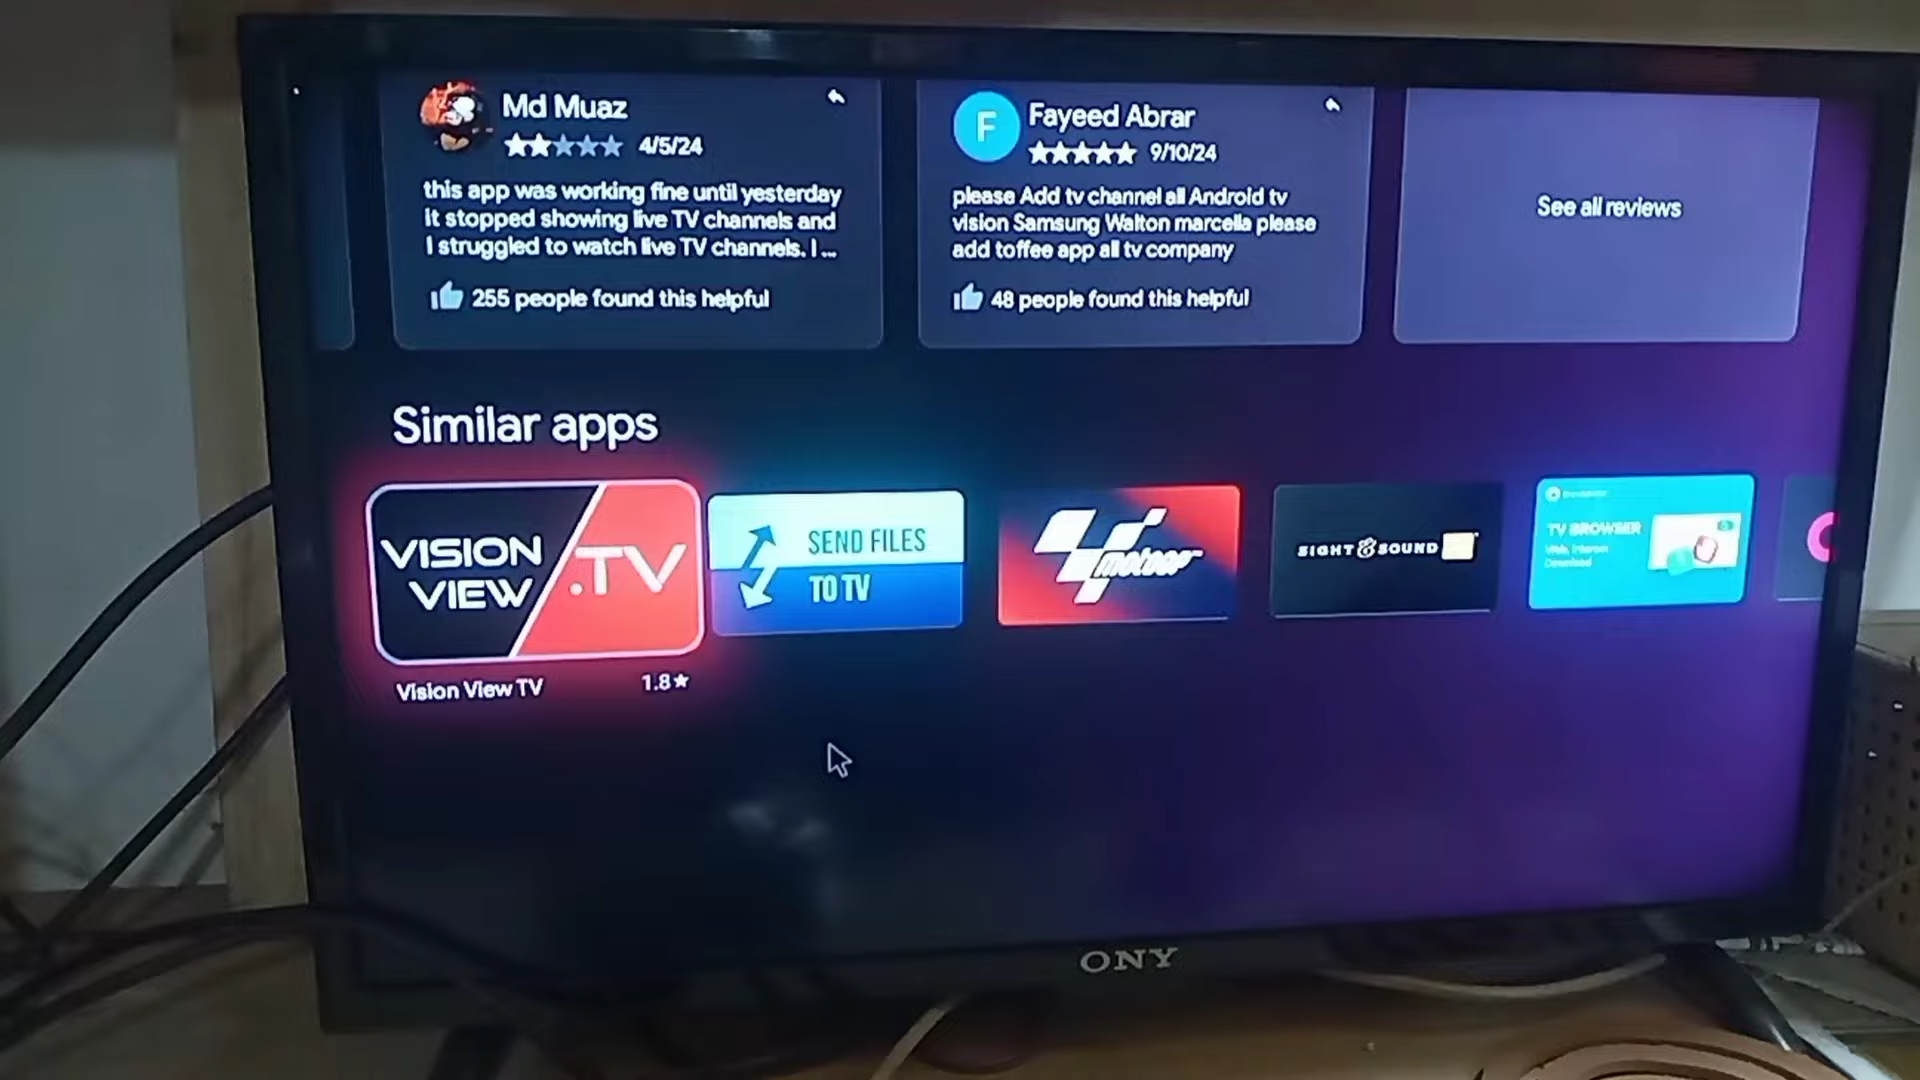 Md Muaz
4/5/24
this app was working fine until yesterday
it stopped showing live TV channels and
I struggled to watch live TV channels. I ...
255 people found this helpful
F
Fayeed Abrar
9/10/24
please Add tv channel all Android tv
vision Samsung Walton marcella please
add toffee app all tv company
48 people found this helpful
See all reviews
Similar apps
VISION
VIEW
.TV
SEND FILES
TO TV
SIGHT & SOUND
TV BROWSER
Download
Vision View TV
1.8★
ONY